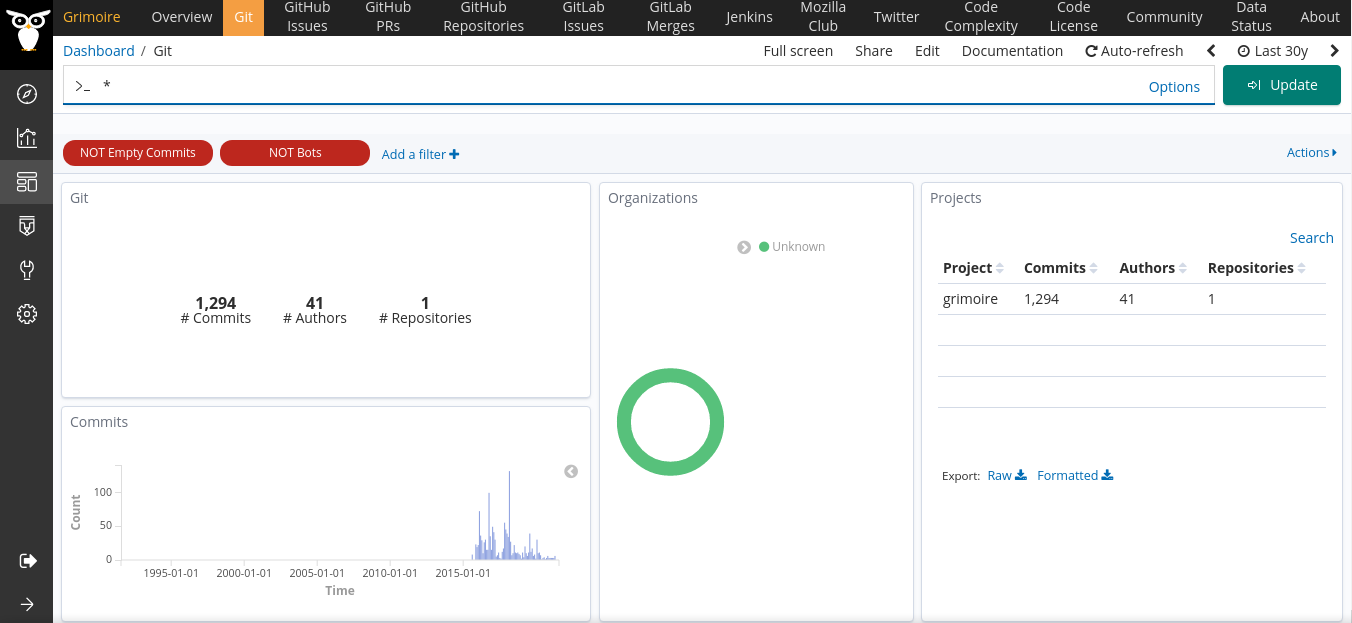 Grimoire
Overview
Git
GitHub
Issues
GitHub
PRs
GitHub
Repositories
GitLab
Issues
GitLab
Merges
Jenkins
Mozilla
Club
Twitter
Code
Complexity
Code
License
Community
Data
Status
About
Dashboard / Git
Full screen
Share
Edit
Documentation
Auto-refresh
Last 30y
>_ *
Options
Update
NOT Empty Commits
NOT Bots
Add a filter +
Actions
Git
1,294
# Commits
41
# Authors
1
# Repositories
Commits
Count
100
50
0
1995-01-01
2000-01-01
2005-01-01
2010-01-01
2015-01-01
Time
Organizations
Unknown
Projects
Search
Project Commits Authors Repositories
grimoire 1,294 41 1
Export: Raw Formatted